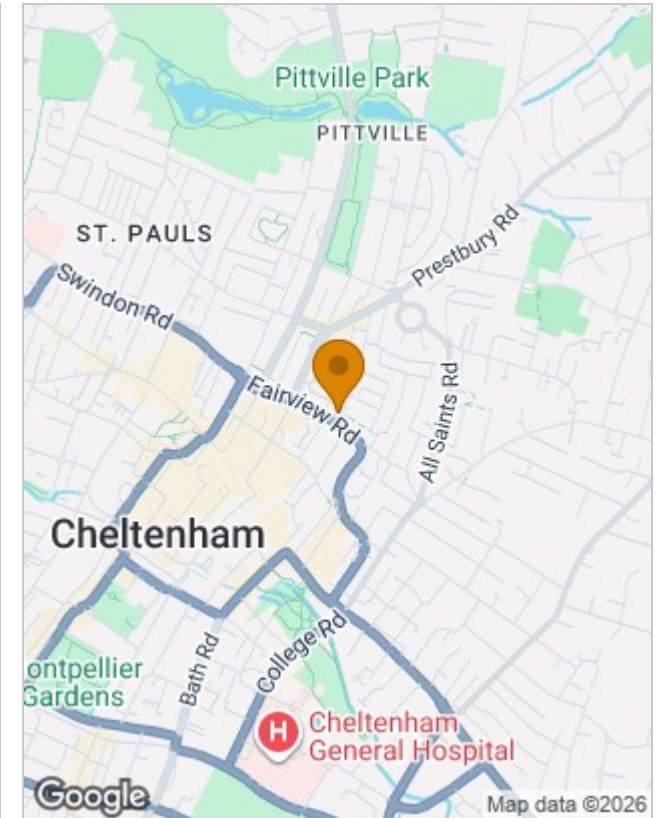 Pittville Park
PITTVILLE
ST. PAULS
Prestbury Rd
Swindon Rd
Fairview Rd
All Saints Rd
Cheltenham
College Rd
Bath Rd
ontpellier
Gardens
H
Cheltenham
General Hospital
Google
Map data ©2026